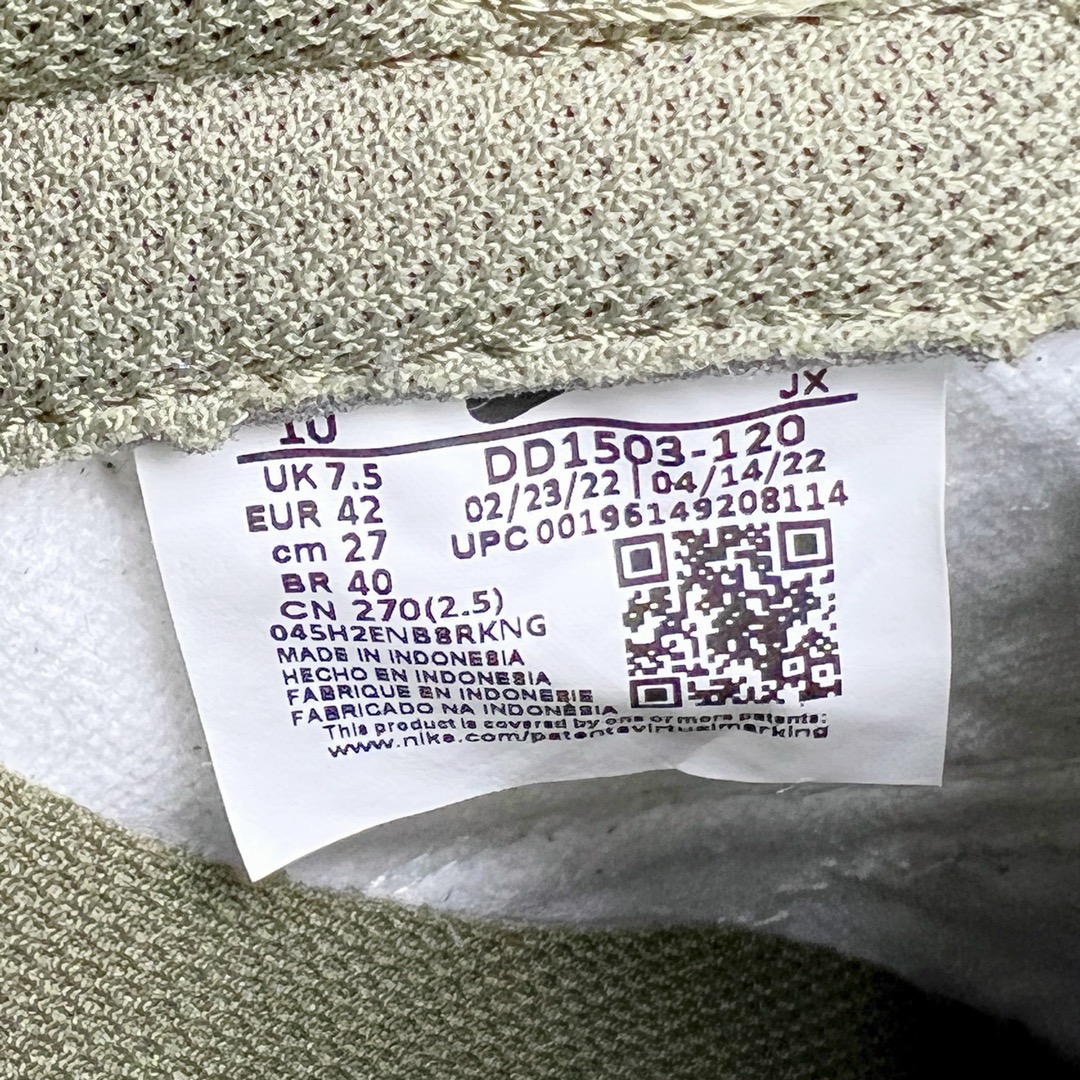 JX
10
DD1503-120
UK 7.5
02/23/22 | 04/14/22
EUR 42
UPC 00196149208114
cm 27
BR 40
CN 270(2.5)
045H2ENB8RKNG
MADE IN INDONESIA
HECHO EN INDONESIA
FABRIQUE EN INDONESIE
FABRICADO NA INDONESIA
This product is covered by one or more patents:
www.nike.com/patentsvirtualmarking